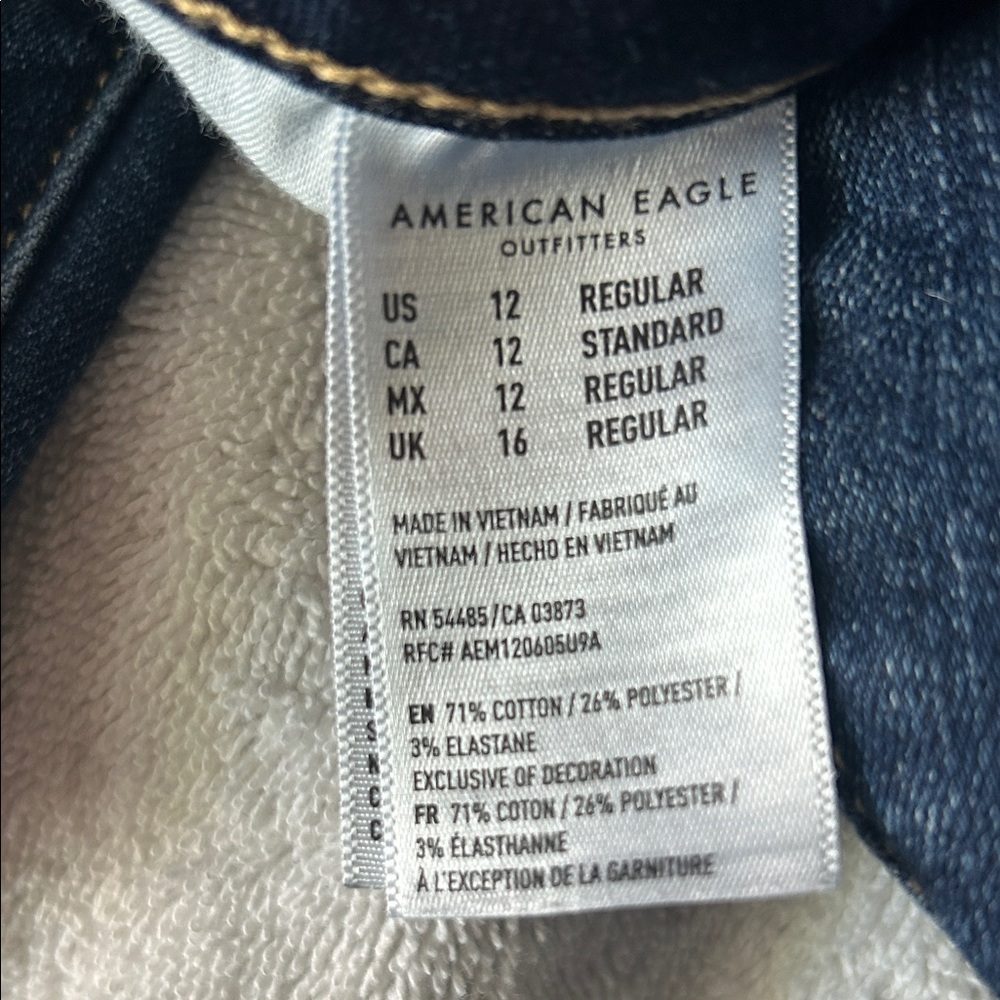 AMERICAN EAGLE
OUTFITTERS
US 12 REGULAR
CA 12 STANDARD
MX 12 REGULAR
UK 16 REGULAR
MADE IN VIETNAM / FABRIQUÉ AU
VIETNAM / HECHO EN VIETNAM
RN 54485/CA 03873
RFC# AEM120605U9A
EN 71% COTTON / 26% POLYESTER /
3% ELASTANE
EXCLUSIVE OF DECORATION
FR 71% COTON / 26% POLYESTER /
3% ÉLASTHANNE
À L'EXCEPTION DE LA GARNITURE